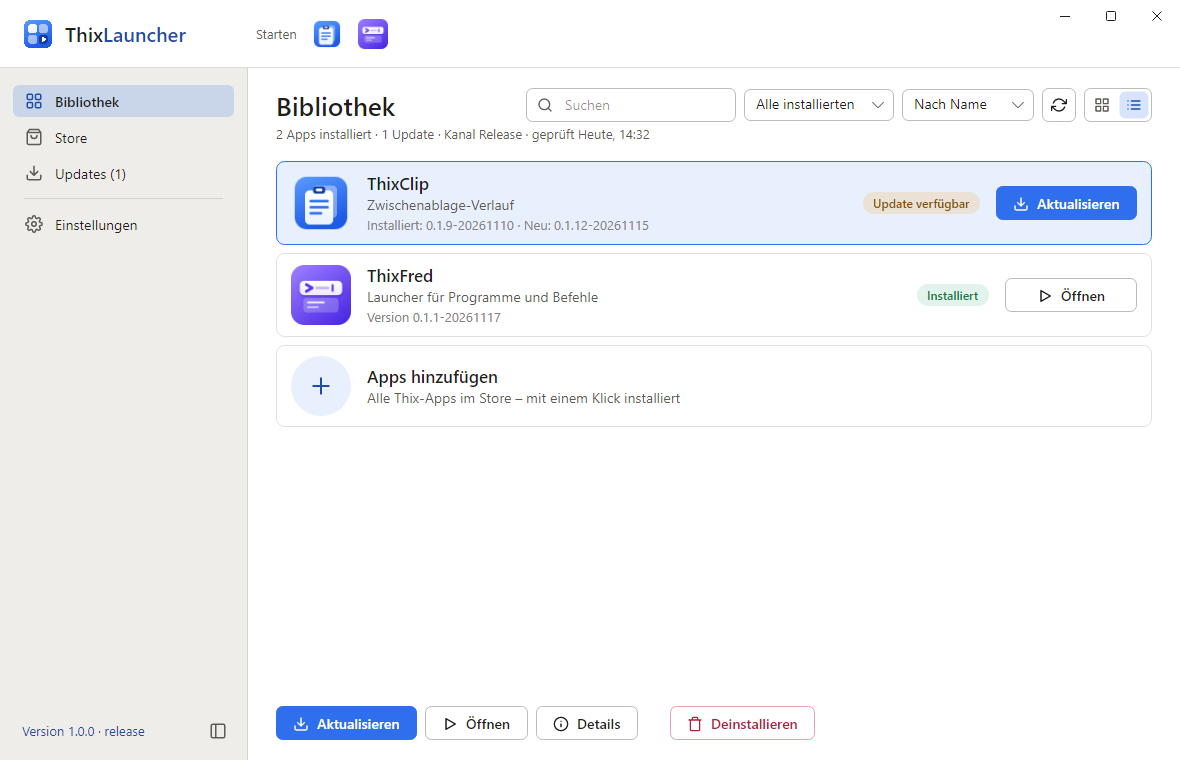 ThixLauncher
Starten
Bibliothek
Store
Updates (1)
Einstellungen
Version 1.0.0 · release
Bibliothek
Suchen
Alle installierten
Nach Name
2 Apps installiert · 1 Update · Kanal Release · geprüft Heute, 14:32
ThixClip
Zwischenablage-Verlauf
Installiert: 0.1.9-20261110 · Neu: 0.1.12-20261115
Update verfügbar
Aktualisieren
ThixFred
Launcher für Programme und Befehle
Version 0.1.1-20261117
Installiert
Öffnen
Apps hinzufügen
Alle Thix-Apps im Store – mit einem Klick installiert
Aktualisieren
Öffnen
Details
Deinstallieren